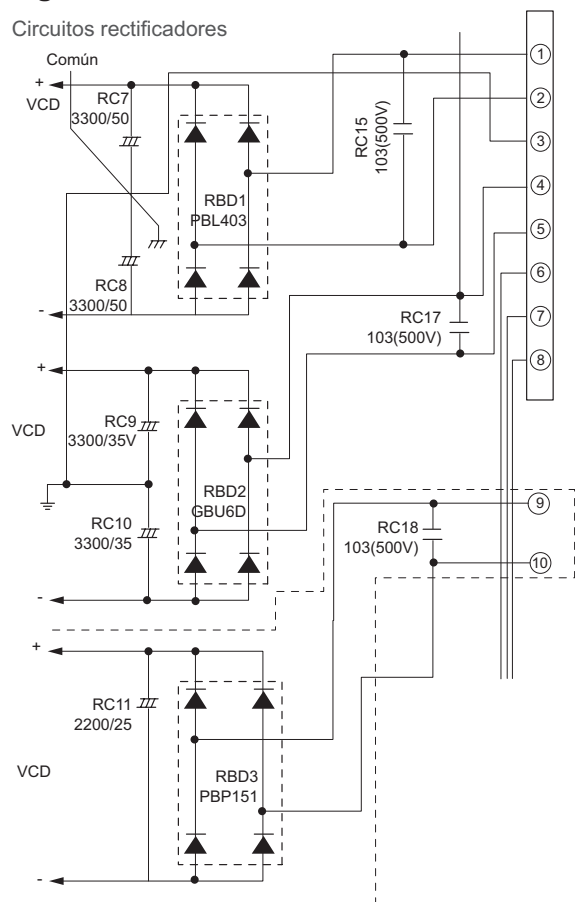 Circuitos rectificadores
Común
+
VCD
RC7
3300/50
RC8
3300/50
-
RBD1
PBL403
RC15
103(500V)
1
2
3
4
5
6
7
8
RC17
103(500V)
+
VCD
RC9
3300/35V
RC10
3300/35
-
RBD2
GBU6D
RC18
103(500V)
9
10
+
RC11
2200/25
VCD
-
RBD3
PBP151